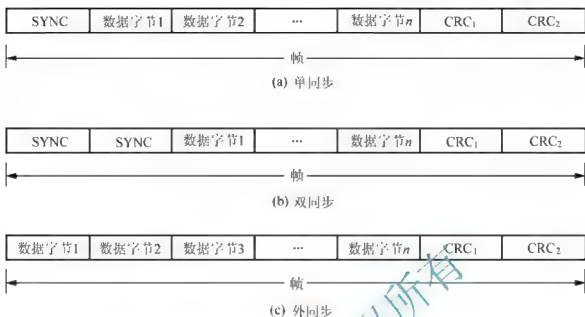 SYNC 数据字节1 数据字节2 … 数据字节n CRC₁ CRC₂
帧
(a) 单同步
SYNC SYNC 数据字节1 … 数据字节n CRC₁ CRC₂
帧
(b) 双同步
数据字节1 数据字节2 数据字节3 … 数据字节n CRC₁ CRC₂
帧
(c) 外同步
所有